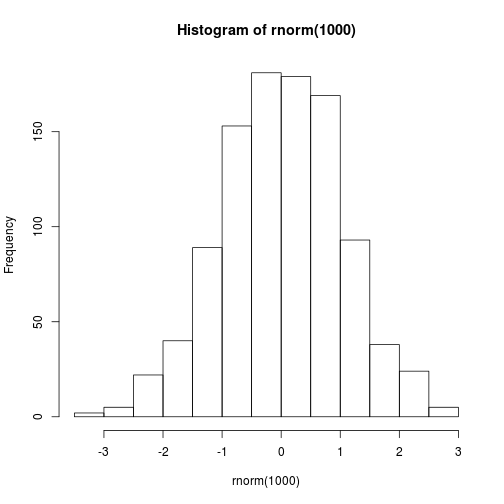 Histogram of rnorm(1000)
Frequency
150
100
50
0
-3 -2 -1 0 1 2 3
rnorm(1000)